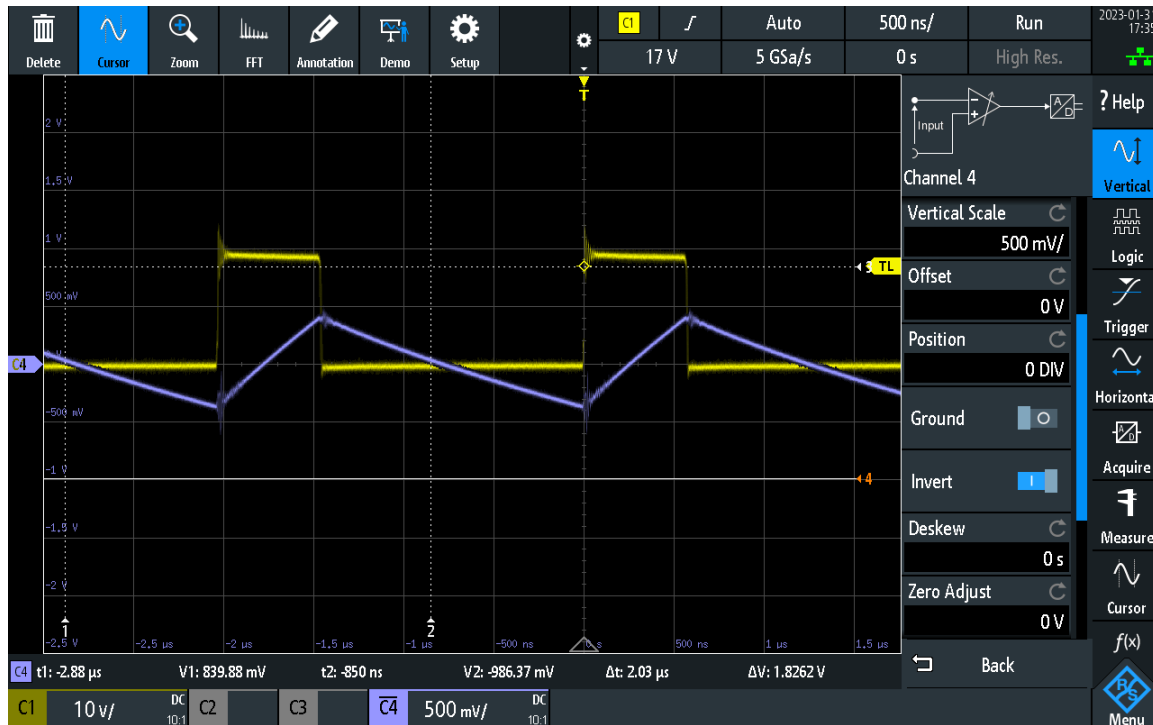 Delete Cursor Zoom FFT Annotation Demo Setup
C1 Auto 500 ns/ Run
17 V 5 GSa/s 0 s High Res.
2023-01-3
17:35
T
2 V
1.5 V
1 V
500 mV
-500 mV
-1 V
-1.5 V
-2 V
-2.5 V
-2.5 µs -2 µs -1.5 µs -1 µs -500 ns 0 s 500 ns 1 µs 1.5 µs
C4
TL
4
1
2
Input
A
D
Channel 4
Vertical Scale
500 mV/
Offset
0 V
Position
0 DIV
Ground
Invert
Deskew
0 s
Zero Adjust
0 V
Back
? Help
Vertical
Logic
Trigger
Horizonta
Acquire
Measure
Cursor
f(x)
R/S
Menu
C4 t1: -2.88 µs V1: 839.88 mV t2: -850 ns V2: -986.37 mV Δt: 2.03 µs ΔV: 1.8262 V
C1 10 V/ DC 10:1 C2 C3 C4 500 mV/ DC 10:1